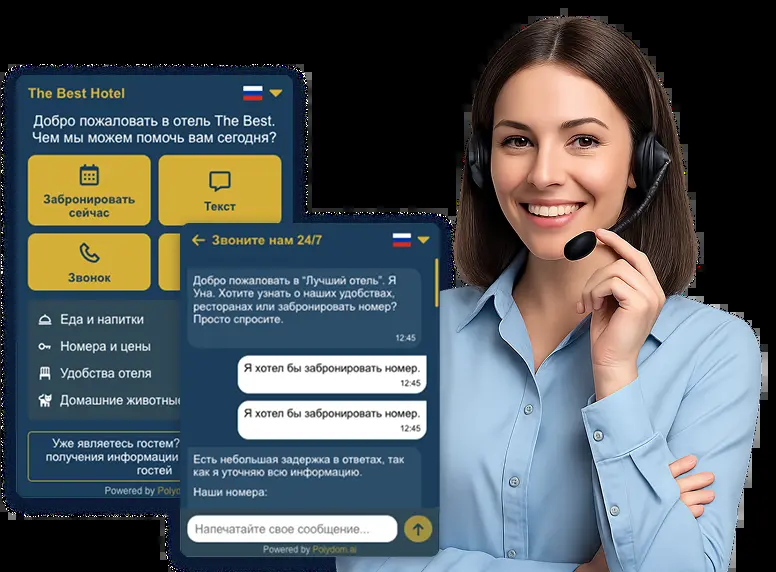 The Best Hotel
Добро пожаловать в отель The Best.
Чем мы можем помочь вам сегодня?
Забронировать
сейчас
Текст
Звонок
Еда и напитки
Номера и цены
Удобства отеля
Домашние животные
Уже являетесь гостем?
получения информации
гостей
Powered by
Звоните нам 24/7
Добро пожаловать в "Лучший отель". Я
Уна. Хотите узнать о наших удобствах,
ресторанах или забронировать номер?
Просто спросите.
12:45
Я хотел бы забронировать номер.
12:45
Я хотел бы забронировать номер.
12:45
Есть небольшая задержка в ответах, так
как я уточняю всю информацию.
Наши номера:
Напечатайте свое сообщение...
Powered by Polydom.ai